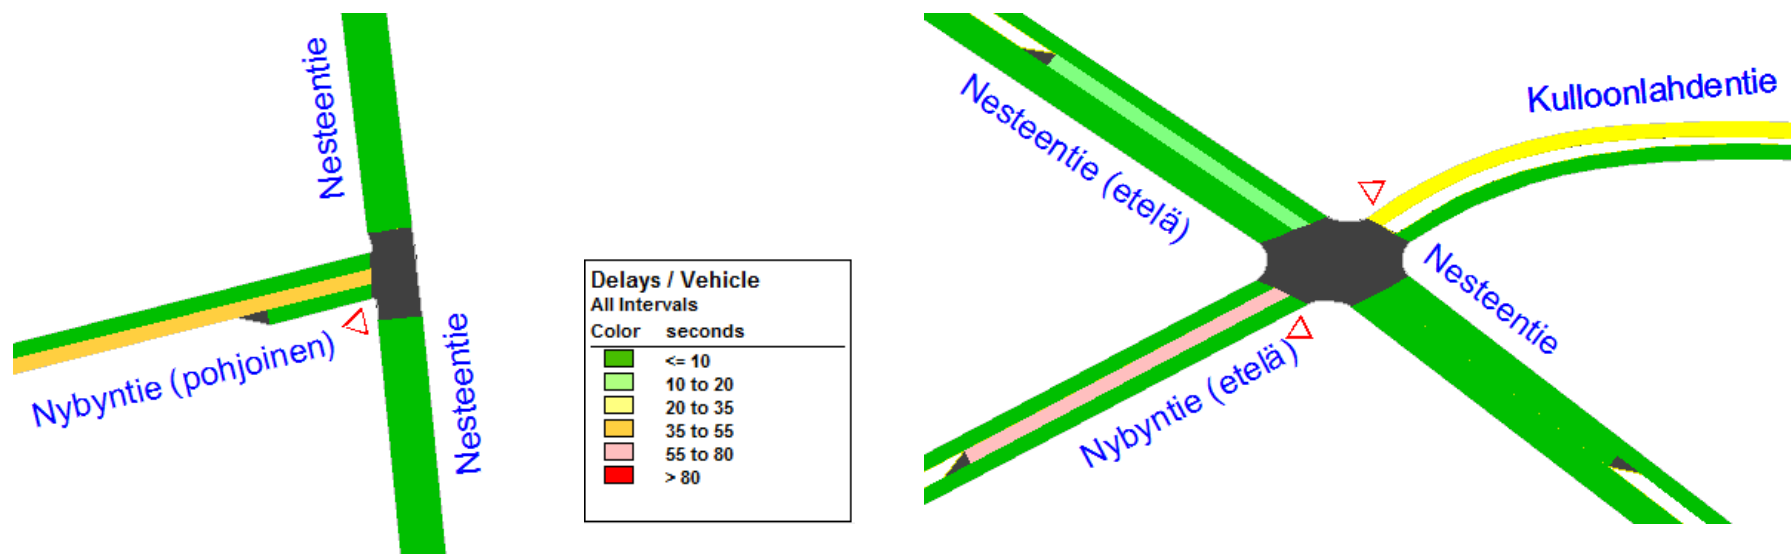 Nesteentie
Nybyntie (pohjoinen)
Nesteentie
Delays / Vehicle
All Intervals
Color seconds
<= 10
10 to 20
20 to 35
35 to 55
55 to 80
> 80
Nesteentie (etelä)
Kulloonlahdentie
Nesteentie
Nybyntie (etelä)